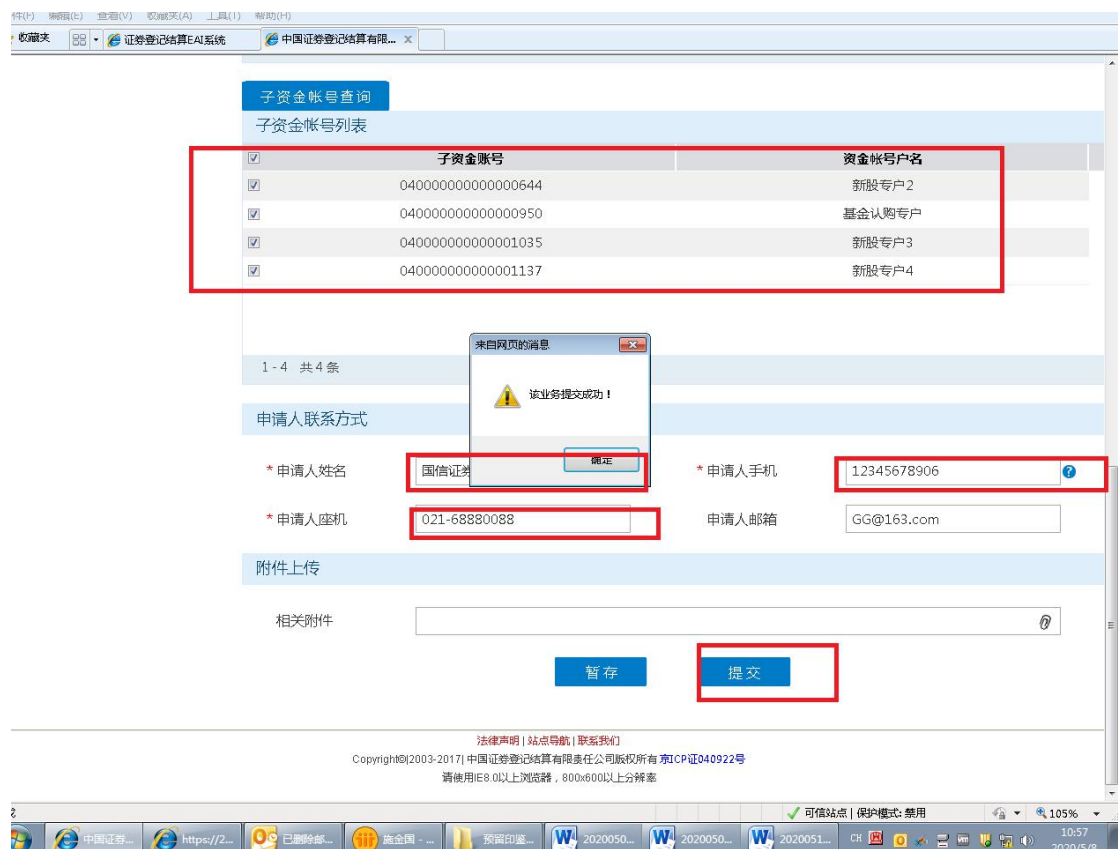 件(F) 编辑(E) 查看(V) 收藏夹(A) 工具(T) 帮助(H)
收藏夹 证券登记结算EAI系统 中国证券登记结算有限... x
子资金帐号查询
子资金帐号列表
子资金账号 资金帐号户名
040000000000000644 新股专户2
040000000000000950 基金认购专户
040000000000001035 新股专户3
040000000000001137 新股专户4
来自网页的消息
1-4 共4条
该业务提交成功！
申请人联系方式
确定
*申请人姓名 国信证券 *申请人手机 12345678906
*申请人座机 021-68880088 申请人邮箱 GG@163.com
附件上传
相关附件
暂存 提交
法律声明|站点导航|联系我们
Copyright©|2003-2017|中国证券登记结算有限责任公司版权所有 京ICP证040922号
请使用IE8.0以上浏览器，800x600以上分辨率
可信站点 | 保护模式: 禁用 105%
中国证券... https://2... 已删除邮... 施金国 - ... 预留印鉴... 2020050... 2020050... 2020051... CH 10:57
2020/5/8